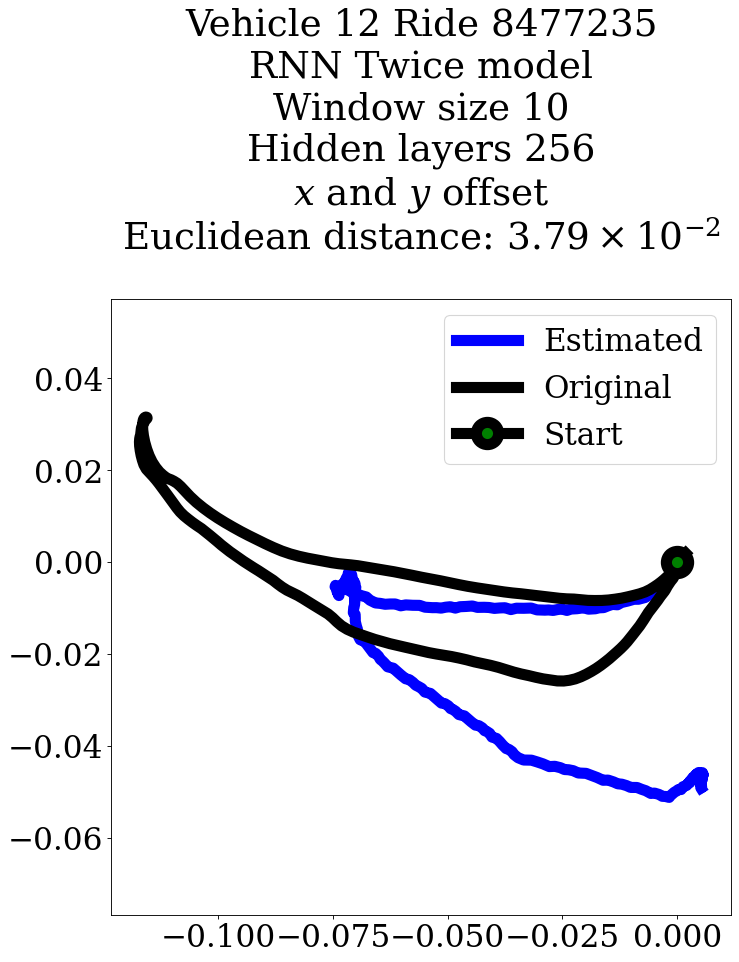 Vehicle 12 Ride 8477235
RNN Twice model
Window size 10
Hidden layers 256
x and y offset
Euclidean distance: 3.79 × 10⁻²
Estimated
Original
Start
0.04
0.02
0.00
−0.02
−0.04
−0.06
−0.100 −0.075 −0.050 −0.025 0.000